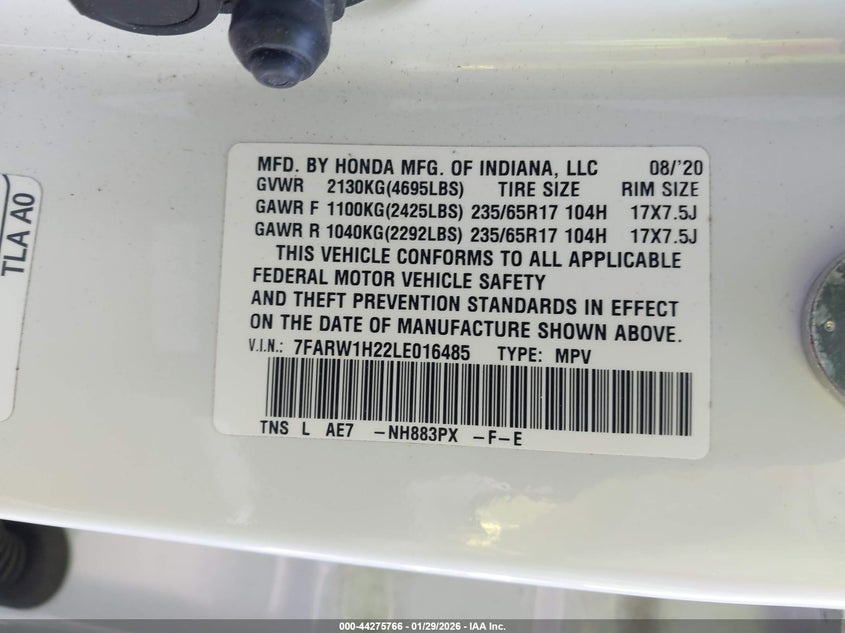 MFD. BY HONDA MFG. OF INDIANA, LLC 08/'20
GVWR 2130KG(4695LBS) TIRE SIZE RIM SIZE
GAWR F 1100KG(2425LBS) 235/65R17 104H 17X7.5J
GAWR R 1040KG(2292LBS) 235/65R17 104H 17X7.5J
THIS VEHICLE CONFORMS TO ALL APPLICABLE
FEDERAL MOTOR VEHICLE SAFETY
AND THEFT PREVENTION STANDARDS IN EFFECT
ON THE DATE OF MANUFACTURE SHOWN ABOVE.
V.I.N.: 7FARW1H22LE016485 TYPE: MPV
TNS L AE7 -NH883PX -F-E
TLA A0
000-44275766 | 01/29/2026 - IAA Inc.